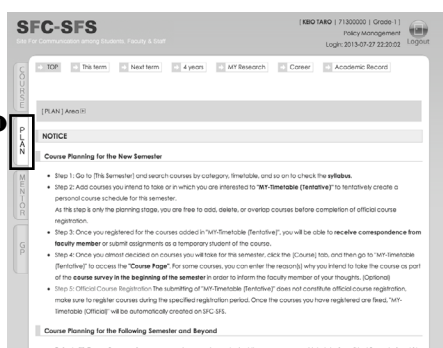 SFC-SFS
Site For Communication among Students, Faculty & Staff
[ KEIO TARO | 71300000 | Grade 1 ]
Policy Management
Login: 2013-07-27 22:20:02
Logout
TOP This term Next term 4 years MY Research Career Academic Record
COURSE
PLAN
MENTOR
GP
[ PLAN ] Area
NOTICE
Course Planning for the New Semester
Step 1: Go to [This Semester] and search courses by category, timetable, and so on to check the syllabus.
Step 2: Add courses you intend to take or in which you are interested to "MY-Timetable (Tentative)" to tentatively create a
personal course schedule for this semester.
As this step is only the planning stage, you are free to add, delete, or overlap courses before completion of official course
registration.
Step 3: Once you registered for the courses added in "MY-Timetable (Tentative)", you will be able to receive correspondence from
faculty member or submit assignments as a temporary student of the course.
Step 4: Once you almost decided on courses you will take for this semester, click the [Course] tab, and then go to "MY-Timetable
(Tentative)" to access the "Course Page". For some courses, you can enter the reason(s) why you intend to take the course as part
of the course survey in the beginning of the semester in order to inform the faculty member of your thoughts. (Optional)
Step 5: Official Course Registration The submitting of "MY-Timetable (Tentative)" does not constitute official course registration,
make sure to register courses during the specified registration period. Once the courses you have registered are fixed, "MY-
Timetable (Official)" will be automatically created on SFC-SFS.
Course Planning for the Following Semester and Beyond